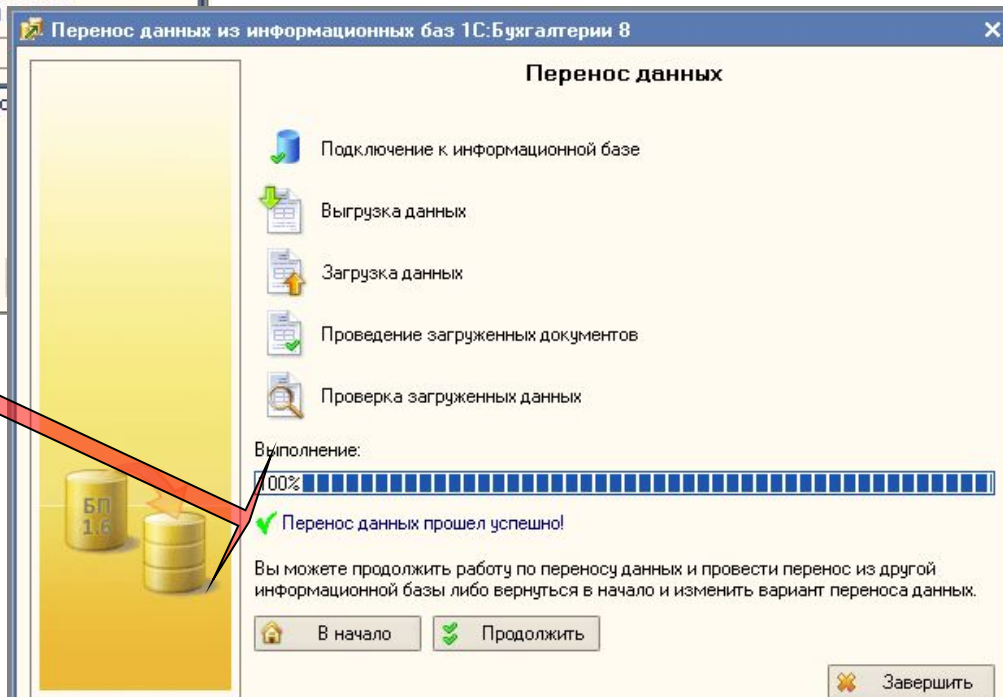 Перенос данных из информационных баз 1С:Бухгалтерии 8
Перенос данных
Подключение к информационной базе
Выгрузка данных
Загрузка данных
Проведение загруженных документов
Проверка загруженных данных
Выполнение:
100%
БП
1.6
Перенос данных прошел успешно!
Вы можете продолжить работу по переносу данных и провести перенос из другой
информационной базы либо вернуться в начало и изменить вариант переноса данных.
В начало
Продолжить
Завершить